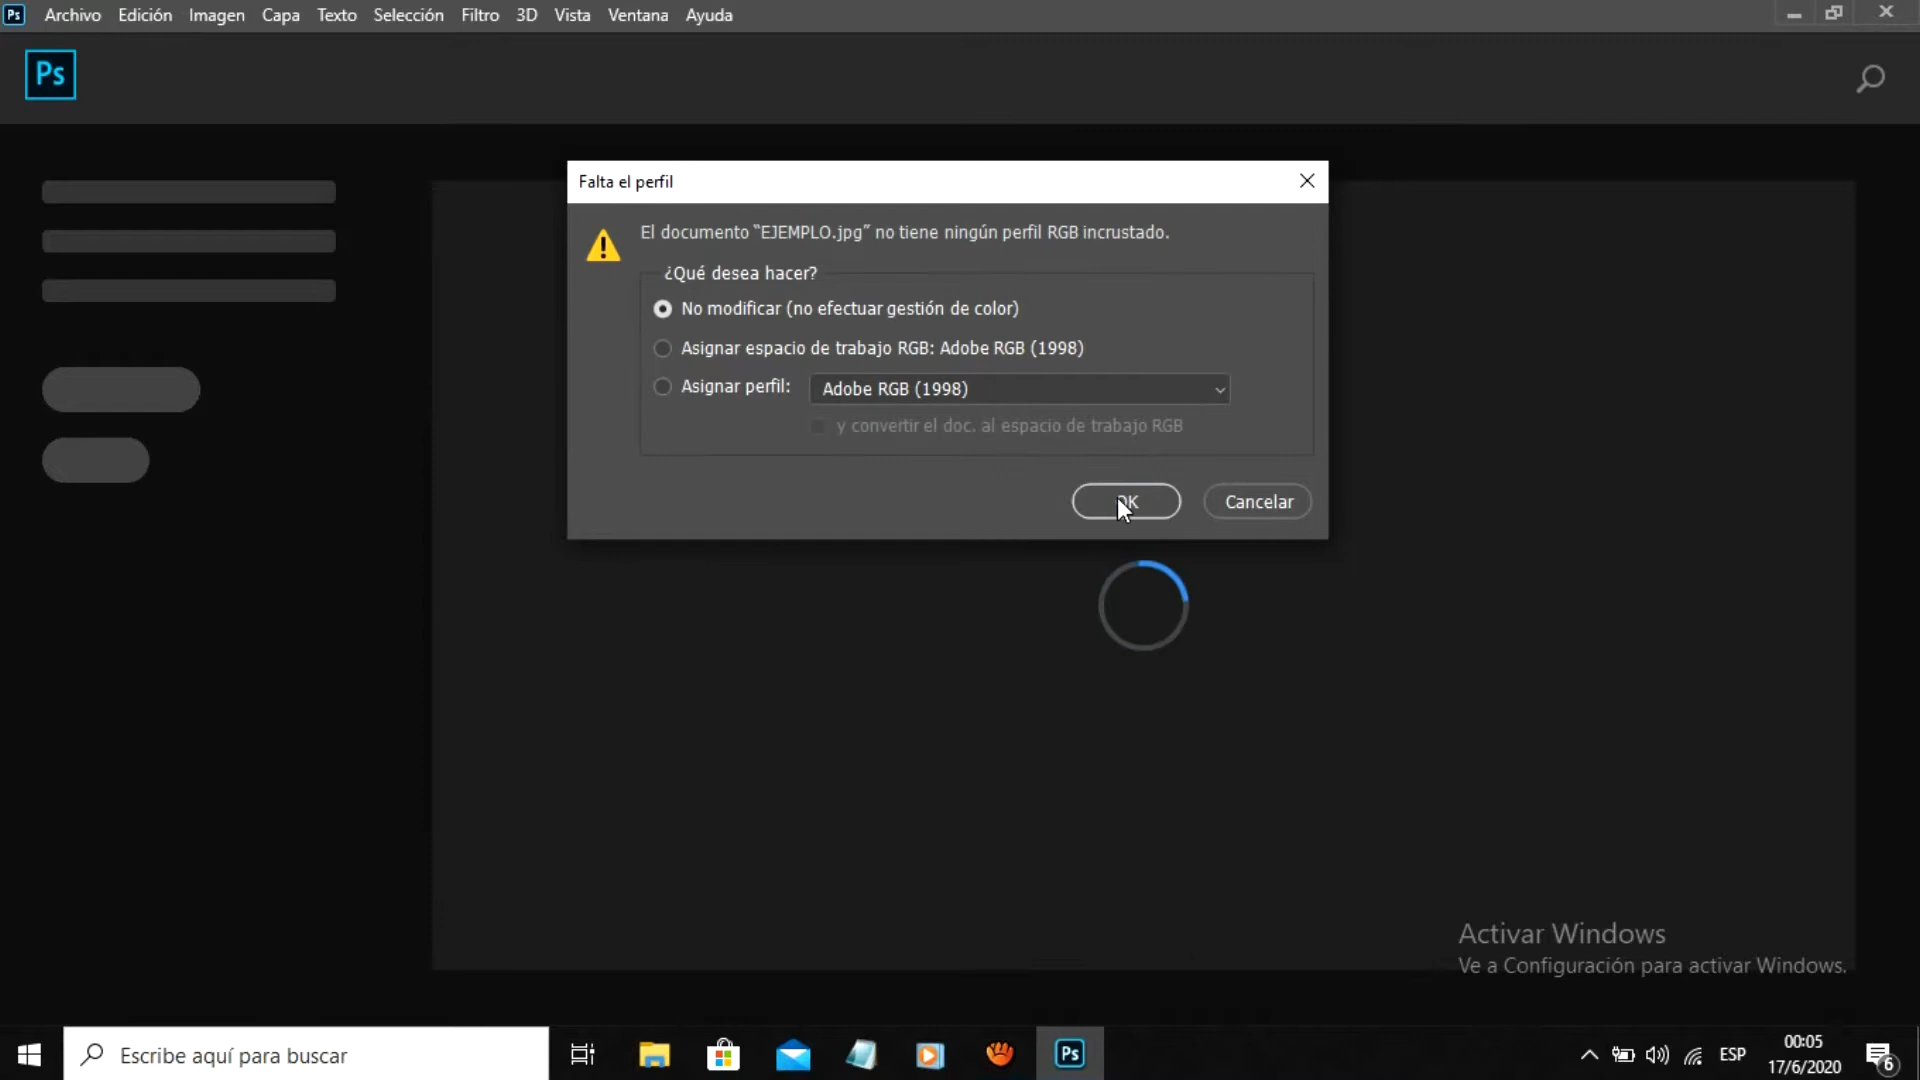 Ps Archivo Edición Imagen Capa Texto Selección Filtro 3D Vista Ventana Ayuda
Ps
Falta el perfil
El documento “EJEMPLO.jpg” no tiene ningún perfil RGB incrustado.
¿Qué desea hacer?
No modificar (no efectuar gestión de color)
Asignar espacio de trabajo RGB: Adobe RGB (1998)
Asignar perfil: Adobe RGB (1998)
y convertir el doc. al espacio de trabajo RGB
OK Cancelar
Activar Windows
Ve a Configuración para activar Windows.
Escribe aquí para buscar
Ps
ESP
00:05
17/6/2020
6